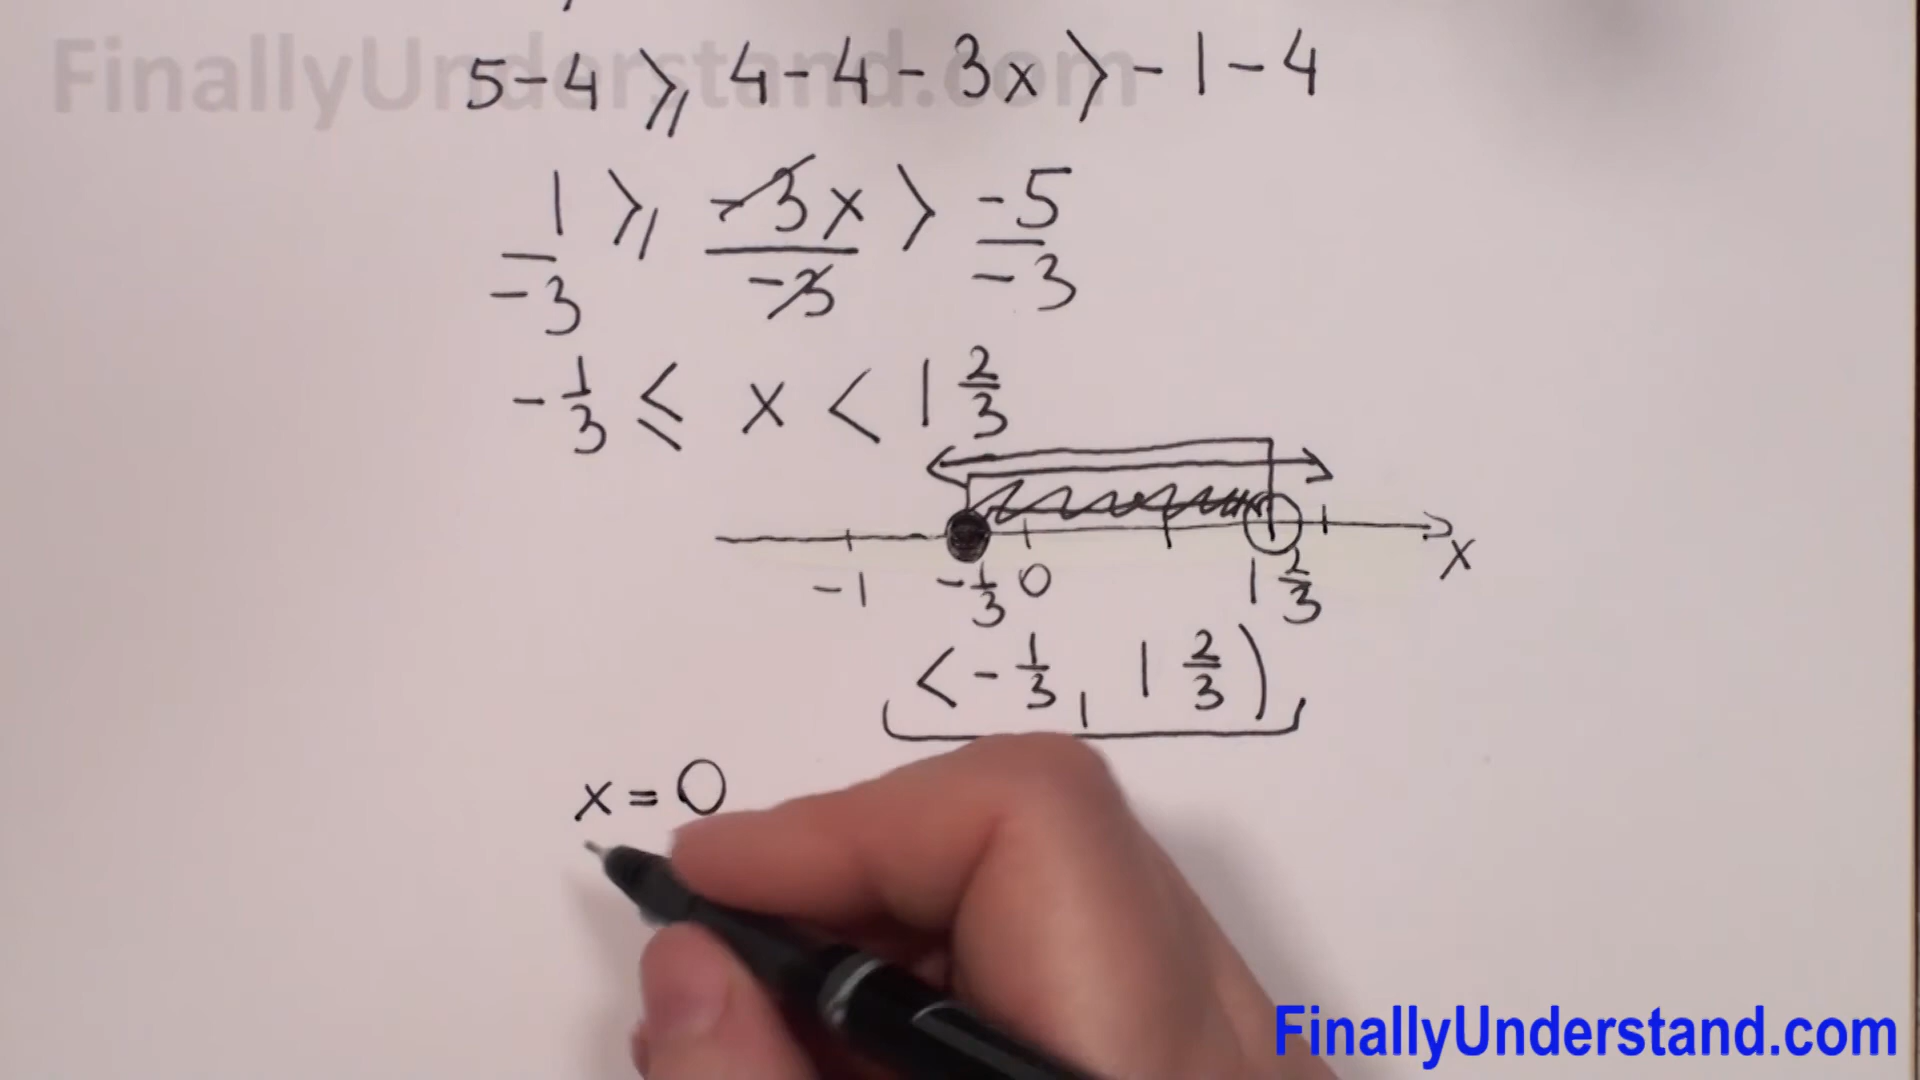 FinallyUnderstand.com
5-4 ⩾ 4-4-3x > -1-4
1/-3 ⩾ -3x/-3 > -5/-3
-1/3 ≤ x < 1 2/3
-1 -1/3 0 1 2/3 x
<-1/3, 1 2/3)
x=0
FinallyUnderstand.com